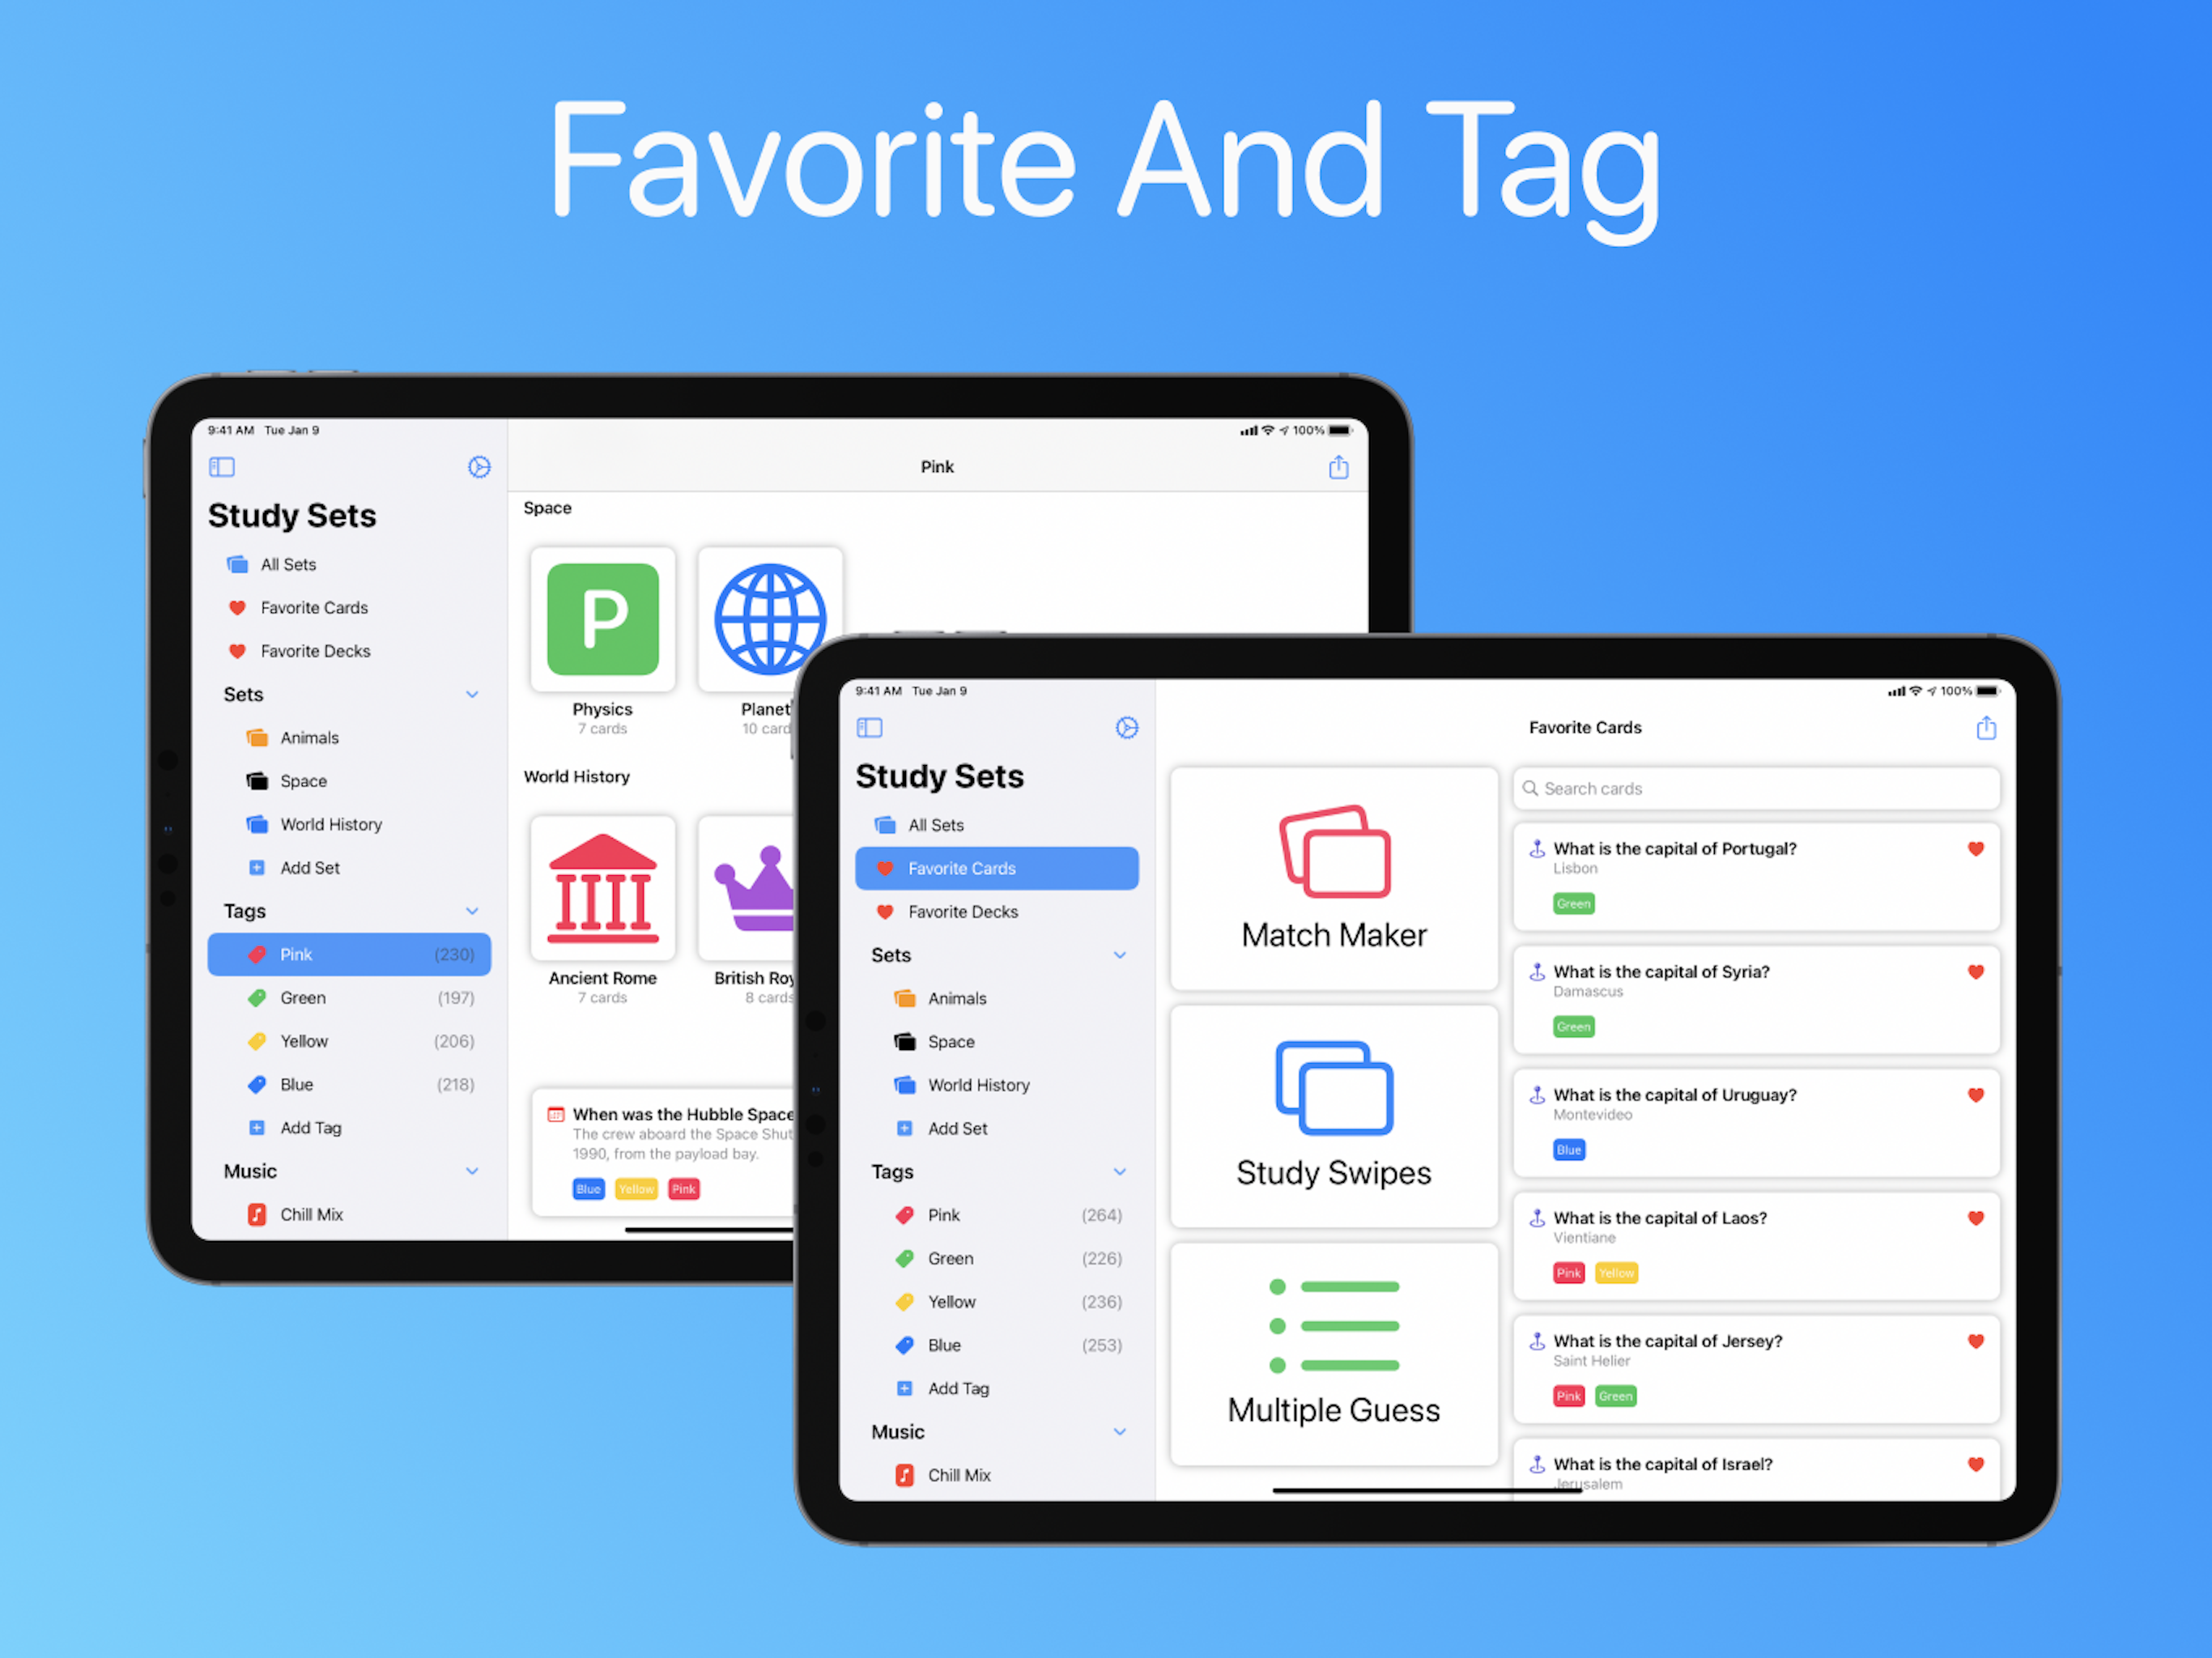 Favorite And Tag
9:41 AM Tue Jan 9
100%
Pink
Study Sets
All Sets
Favorite Cards
Favorite Decks
Sets
Animals
Space
World History
Add Set
Tags
Pink (230)
Green (197)
Yellow (206)
Blue (218)
Add Tag
Music
Chill Mix
Space
P
Physics
7 cards
Planet
10 card
World History
Ancient Rome
7 cards
British Roy
8 cards
When was the Hubble Space
The crew aboard the Space Shut
1990, from the payload bay.
Blue Yellow Pink
9:41 AM Tue Jan 9
100%
Favorite Cards
Study Sets
All Sets
Favorite Cards
Favorite Decks
Sets
Animals
Space
World History
Add Set
Tags
Pink (264)
Green (226)
Yellow (236)
Blue (253)
Add Tag
Music
Chill Mix
Match Maker
Study Swipes
Multiple Guess
Search cards
What is the capital of Portugal?
Lisbon
Green
What is the capital of Syria?
Damascus
Green
What is the capital of Uruguay?
Montevideo
Blue
What is the capital of Laos?
Vientiane
Pink Yellow
What is the capital of Jersey?
Saint Helier
Pink Green
What is the capital of Israel?
Jerusalem